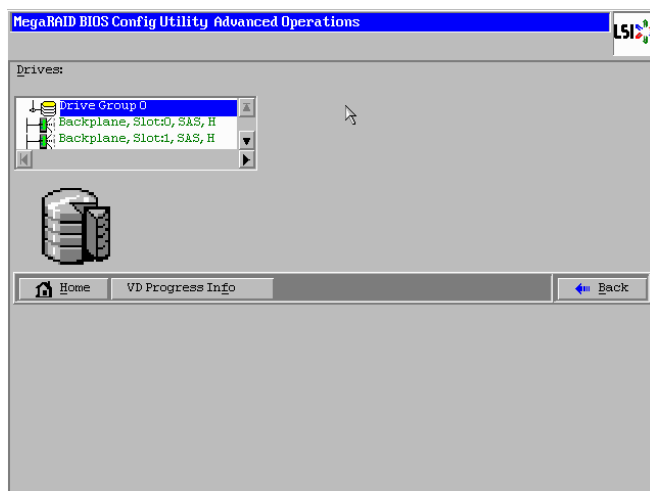 MegaRAID BIOS Config Utility Advanced Operations
LSI
Drives:
Drive Group 0
Backplane, Slot:0, SAS, H
Backplane, Slot:1, SAS, H
Home
VD Progress Info
Back